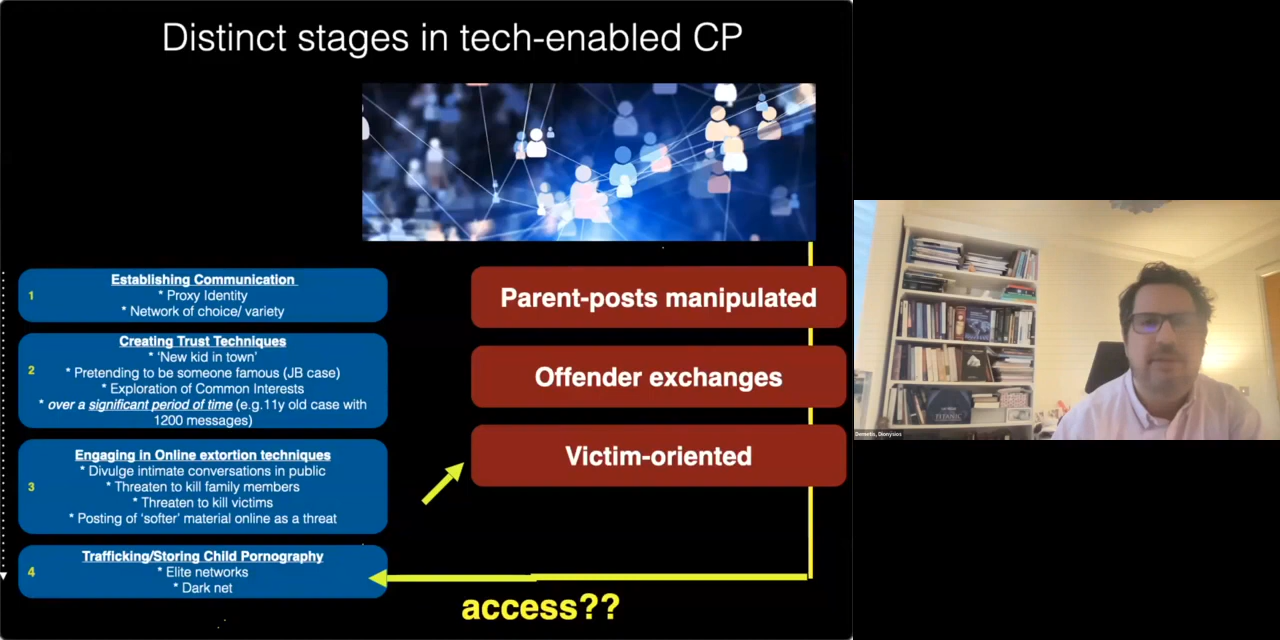 Distinct stages in tech-enabled CP
1
Establishing Communication
* Proxy Identity
* Network of choice/ variety
2
Creating Trust Techniques
* ‘New kid in town’
* Pretending to be someone famous (JB case)
* Exploration of Common Interests
* over a significant period of time (e.g.11y old case with
1200 messages)
3
Engaging in Online extortion techniques
* Divulge intimate conversations in public
* Threaten to kill family members
* Threaten to kill victims
* Posting of ‘softer’ material online as a threat
4
Trafficking/Storing Child Pornography
* Elite networks
* Dark net
Parent-posts manipulated
Offender exchanges
Victim-oriented
access??
TITANIC
Demetis, Dionysios